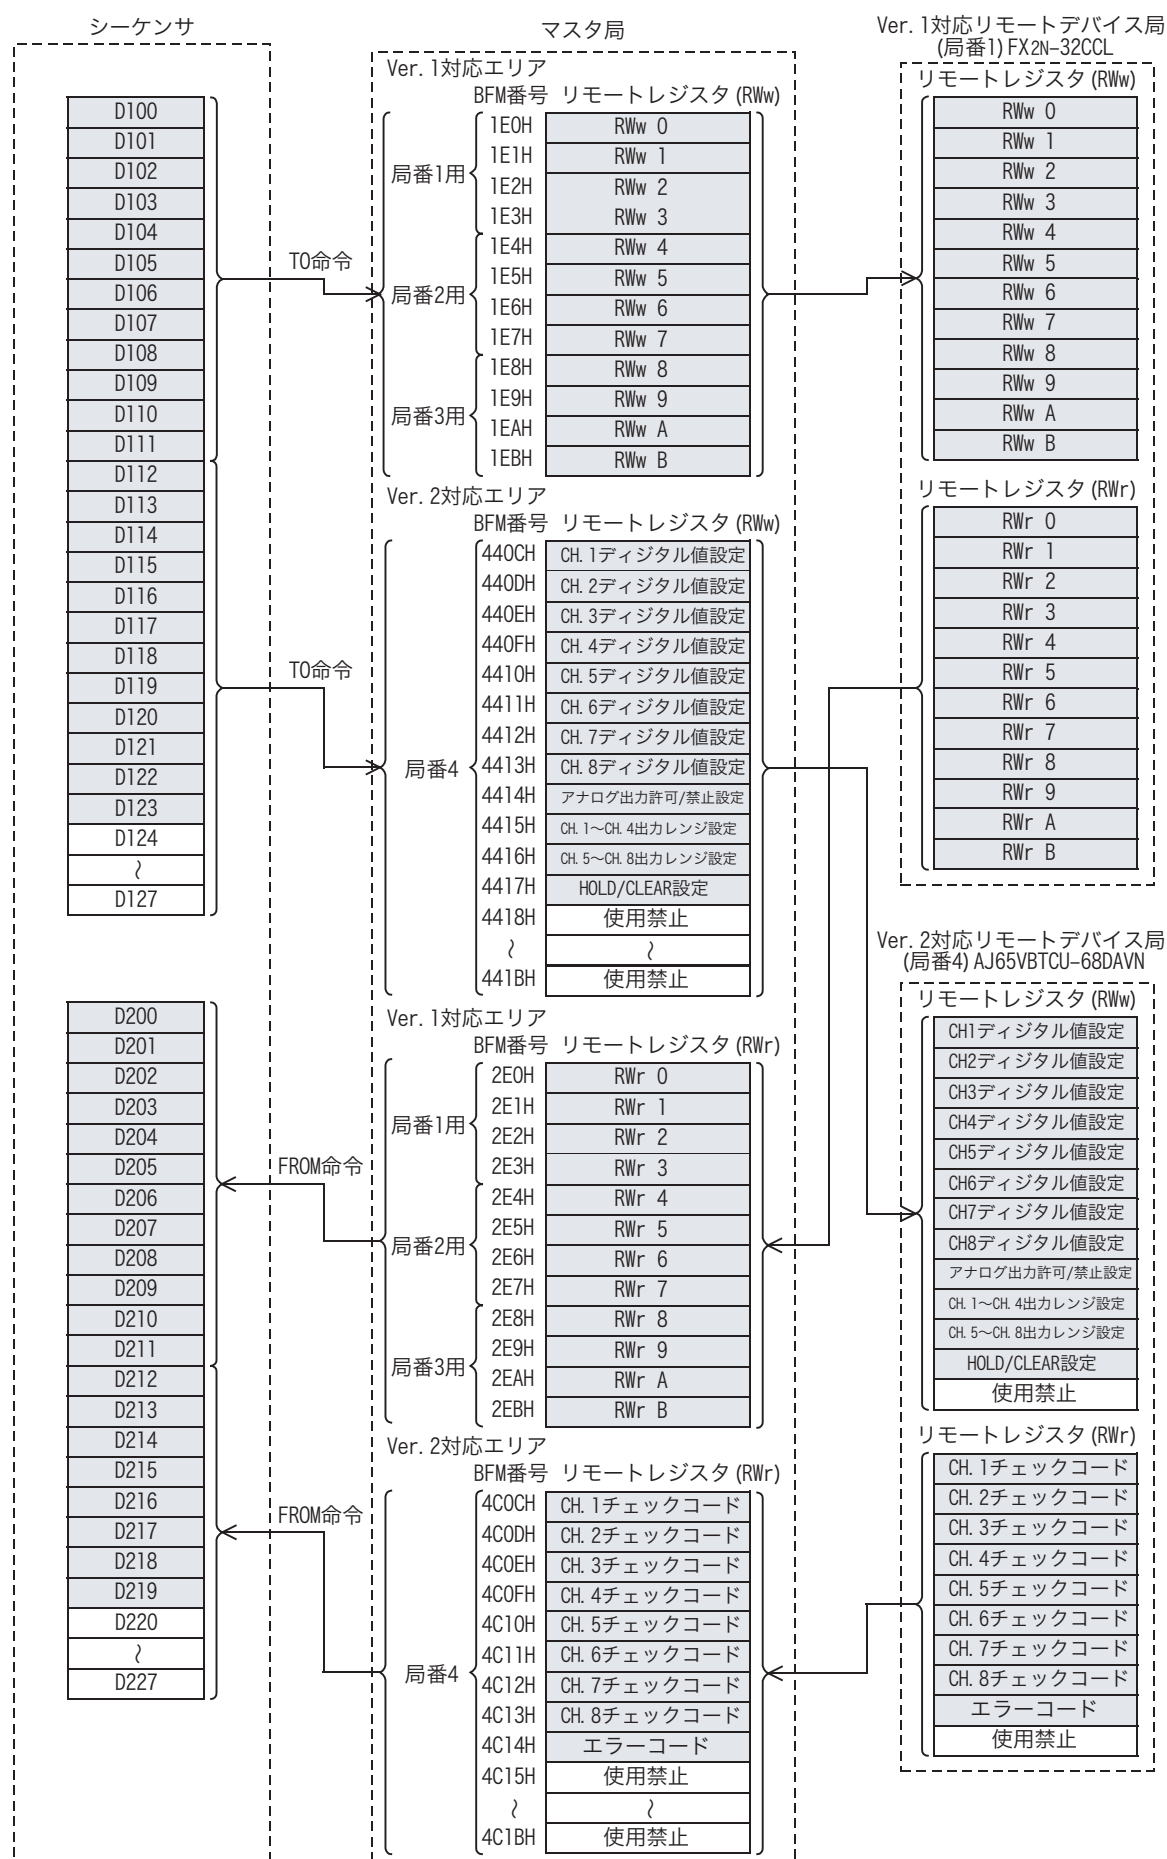 シーケンサ
D100
D101
D102
D103
D104
D105
D106
D107
D108
D109
D110
D111
D112
D113
D114
D115
D116
D117
D118
D119
D120
D121
D122
D123
D124
〜
D127
D200
D201
D202
D203
D204
D205
D206
D207
D208
D209
D210
D211
D212
D213
D214
D215
D216
D217
D218
D219
D220
〜
D227
TO命令
TO命令
FROM命令
FROM命令
マスタ局
Ver. 1対応エリア
BFM番号 リモートレジスタ(RWw)
局番1用
1E0H RWw 0
1E1H RWw 1
1E2H RWw 2
1E3H RWw 3
局番2用
1E4H RWw 4
1E5H RWw 5
1E6H RWw 6
1E7H RWw 7
局番3用
1E8H RWw 8
1E9H RWw 9
1EAH RWw A
1EBH RWw B
Ver. 2対応エリア
BFM番号 リモートレジスタ(RWw)
局番4
440CH CH. 1ディジタル値設定
440DH CH. 2ディジタル値設定
440EH CH. 3ディジタル値設定
440FH CH. 4ディジタル値設定
4410H CH. 5ディジタル値設定
4411H CH. 6ディジタル値設定
4412H CH. 7ディジタル値設定
4413H CH. 8ディジタル値設定
4414H アナログ出力許可/禁止設定
4415H CH. 1〜CH. 4出力レンジ設定
4416H CH. 5〜CH. 8出力レンジ設定
4417H HOLD/CLEAR設定
4418H 使用禁止
〜 〜
441BH 使用禁止
Ver. 1対応エリア
BFM番号 リモートレジスタ(RWr)
局番1用
2E0H RWr 0
2E1H RWr 1
2E2H RWr 2
2E3H RWr 3
局番2用
2E4H RWr 4
2E5H RWr 5
2E6H RWr 6
2E7H RWr 7
局番3用
2E8H RWr 8
2E9H RWr 9
2EAH RWr A
2EBH RWr B
Ver. 2対応エリア
BFM番号 リモートレジスタ(RWr)
局番4
4C0CH CH. 1チェックコード
4C0DH CH. 2チェックコード
4C0EH CH. 3チェックコード
4C0FH CH. 4チェックコード
4C10H CH. 5チェックコード
4C11H CH. 6チェックコード
4C12H CH. 7チェックコード
4C13H CH. 8チェックコード
4C14H エラーコード
4C15H 使用禁止
〜 〜
4C1BH 使用禁止
Ver. 1対応リモートデバイス局
(局番1) FX2N-32CCL
リモートレジスタ(RWw)
RWw 0
RWw 1
RWw 2
RWw 3
RWw 4
RWw 5
RWw 6
RWw 7
RWw 8
RWw 9
RWw A
RWw B
リモートレジスタ(RWr)
RWr 0
RWr 1
RWr 2
RWr 3
RWr 4
RWr 5
RWr 6
RWr 7
RWr 8
RWr 9
RWr A
RWr B
Ver. 2対応リモートデバイス局
(局番4) AJ65VBTCU-68DAVN
リモートレジスタ(RWw)
CH1ディジタル値設定
CH2ディジタル値設定
CH3ディジタル値設定
CH4ディジタル値設定
CH5ディジタル値設定
CH6ディジタル値設定
CH7ディジタル値設定
CH8ディジタル値設定
アナログ出力許可/禁止設定
CH. 1〜CH. 4出力レンジ設定
CH. 5〜CH. 8出力レンジ設定
HOLD/CLEAR設定
使用禁止
リモートレジスタ(RWr)
CH. 1チェックコード
CH. 2チェックコード
CH. 3チェックコード
CH. 4チェックコード
CH. 5チェックコード
CH. 6チェックコード
CH. 7チェックコード
CH. 8チェックコード
エラーコード
使用禁止